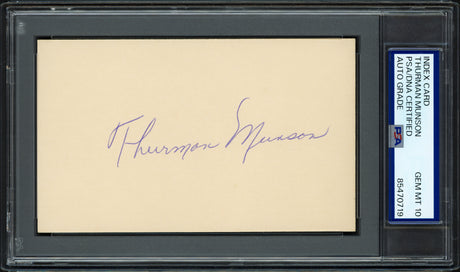 Thurman Munson
INDEX CARD
THURMAN MUNSON
PSA/DNA CERTIFIED
AUTO GRADE
PSA
GEM MT 10
85470719